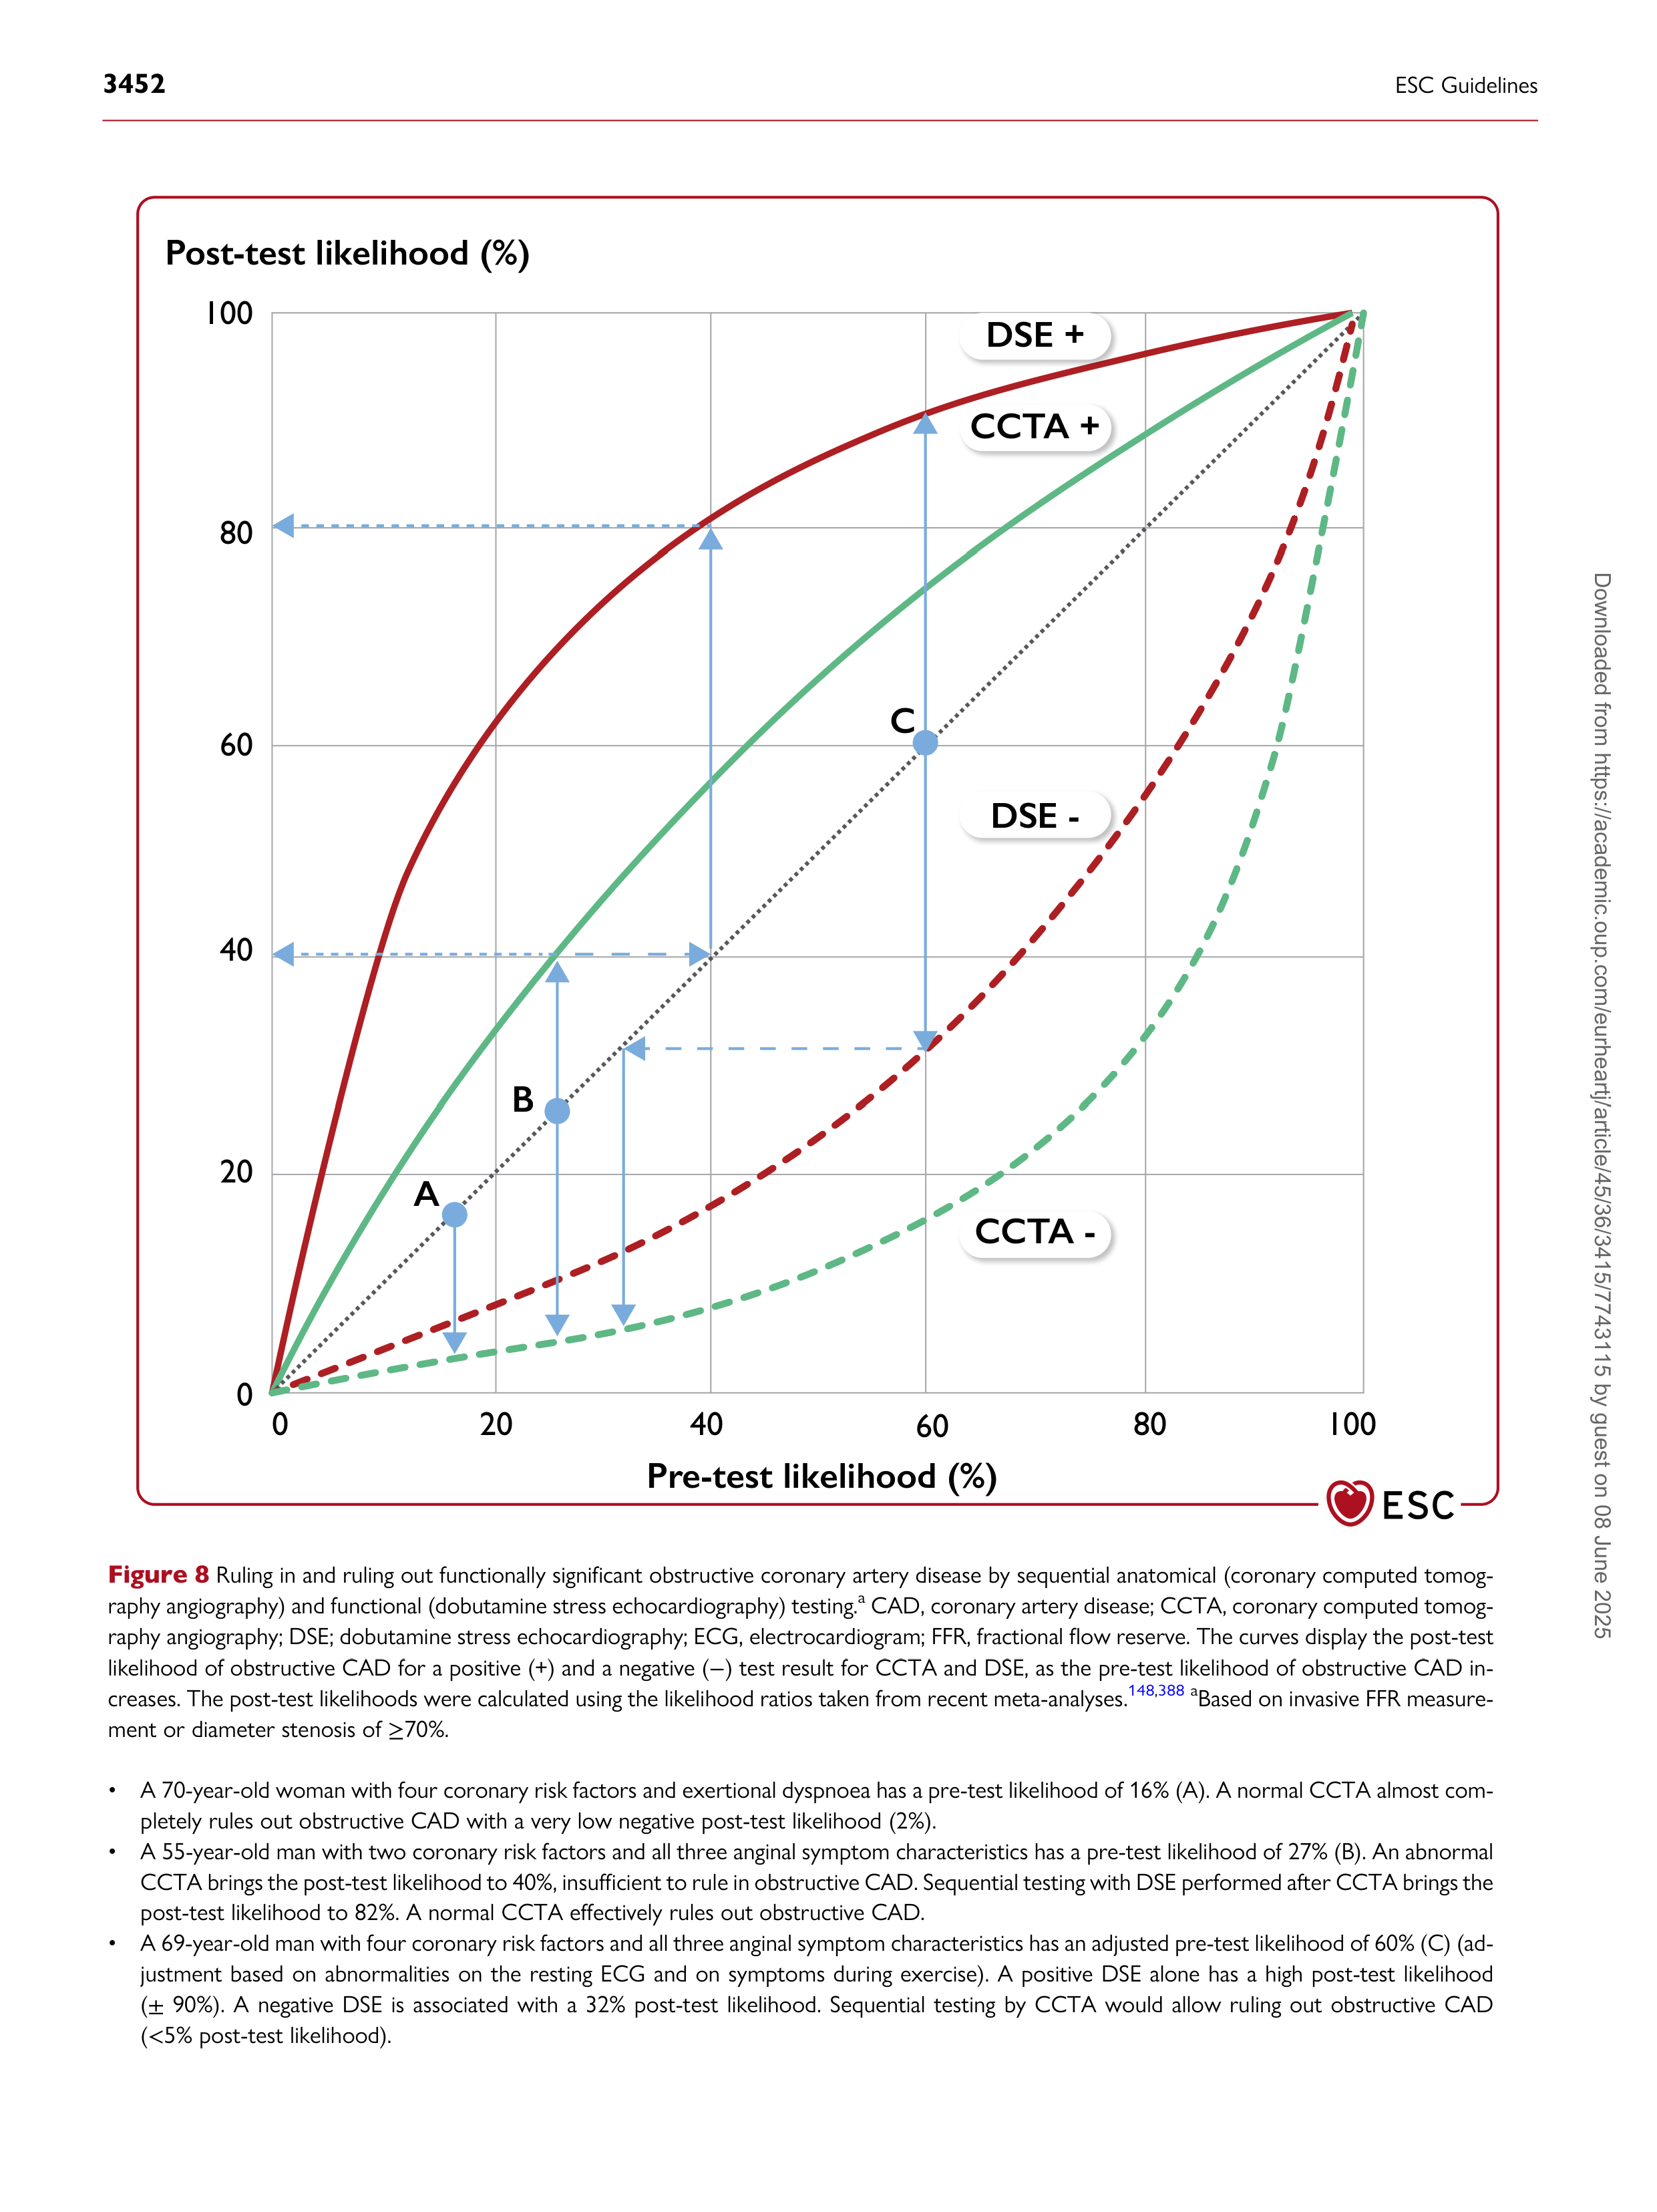 3452
ESC Guidelines
Post-test likelihood (%)
100
80
60
40
20
0
DSE +
CCTA +
C
DSE -
B
A
CCTA -
0 20 40 60 80 100
Pre-test likelihood (%)
ESC
Figure 8 Ruling in and ruling out functionally significant obstructive coronary artery disease by sequential anatomical (coronary computed tomog-
raphy angiography) and functional (dobutamine stress echocardiography) testing.ᵃ CAD, coronary artery disease; CCTA, coronary computed tomog-
raphy angiography; DSE; dobutamine stress echocardiography; ECG, electrocardiogram; FFR, fractional flow reserve. The curves display the post-test
likelihood of obstructive CAD for a positive (+) and a negative (−) test result for CCTA and DSE, as the pre-test likelihood of obstructive CAD in-
creases. The post-test likelihoods were calculated using the likelihood ratios taken from recent meta-analyses.148,388 ᵃBased on invasive FFR measure-
ment or diameter stenosis of ≥70%.
• A 70-year-old woman with four coronary risk factors and exertional dyspnoea has a pre-test likelihood of 16% (A). A normal CCTA almost com-
pletely rules out obstructive CAD with a very low negative post-test likelihood (2%).
• A 55-year-old man with two coronary risk factors and all three anginal symptom characteristics has a pre-test likelihood of 27% (B). An abnormal
CCTA brings the post-test likelihood to 40%, insufficient to rule in obstructive CAD. Sequential testing with DSE performed after CCTA brings the
post-test likelihood to 82%. A normal CCTA effectively rules out obstructive CAD.
• A 69-year-old man with four coronary risk factors and all three anginal symptom characteristics has an adjusted pre-test likelihood of 60% (C) (ad-
justment based on abnormalities on the resting ECG and on symptoms during exercise). A positive DSE alone has a high post-test likelihood
(± 90%). A negative DSE is associated with a 32% post-test likelihood. Sequential testing by CCTA would allow ruling out obstructive CAD
(<5% post-test likelihood).
Downloaded from https://academic.oup.com/eurheartj/article/45/36/3415/7743115 by guest on 08 June 2025